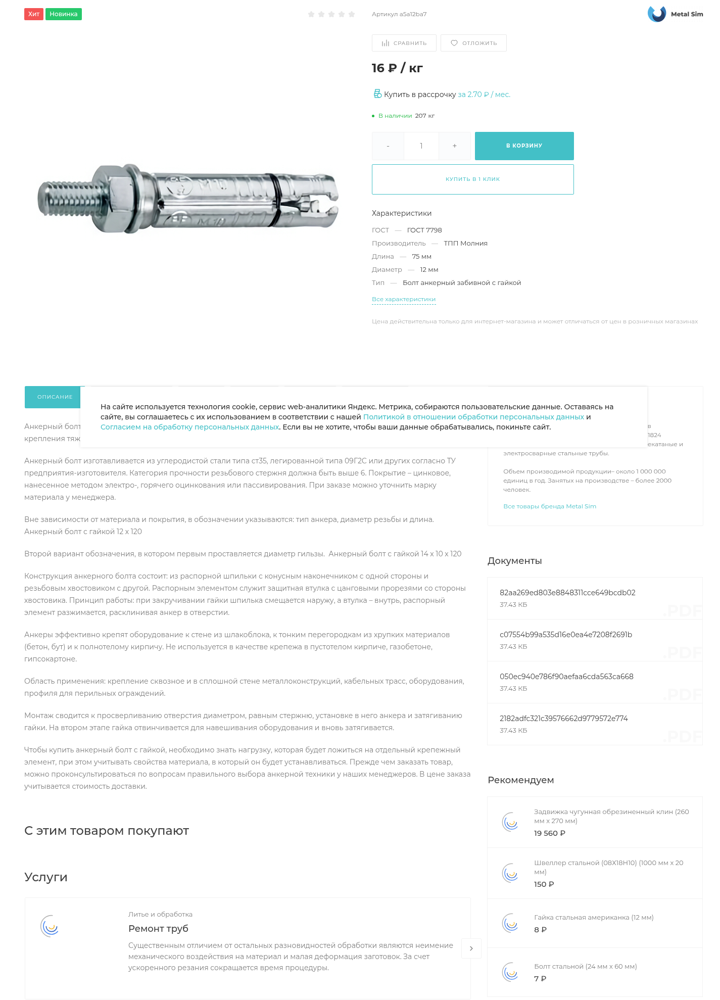 Хит
Новинка
Артикул a5a12ba7
Metal Sim
СРАВНИТЬ
ОТЛОЖИТЬ
16 ₽ / кг
Купить в рассрочку за 2.70 ₽ / мес.
В наличии 207 кг
-
1
+
В КОРЗИНУ
КУПИТЬ В 1 КЛИК
M10
Характеристики
ГОСТ — ГОСТ 7798
Производитель — ТПП Молния
Длина — 75 мм
Диаметр — 12 мм
Тип — Болт анкерный забивной с гайкой
Все характеристики
Цена действительна только для интернет-магазина и может отличаться от цен в розничных магазинах
ОПИСАНИЕ
На сайте используется технология cookie, сервис web-аналитики Яндекс. Метрика, собираются пользовательские данные. Оставаясь на
сайте, вы соглашаетесь с их использованием в соответствии с нашей Политикой в отношении обработки персональных данных и
Согласием на обработку персональных данных. Если вы не хотите, чтобы ваши данные обрабатывались, покиньте сайт.
Анкерный болт
крепления тяж
Анкерный болт изготавливается из углеродистой стали типа ст35, легированной типа 09Г2С или других согласно ТУ
предприятия-изготовителя. Категория прочности резьбового стержня должна быть выше 6. Покрытие – цинковое,
нанесенное методом электро-, горячего оцинкования или пассивирования. При заказе можно уточнить марку
материала у менеджера.
Вне зависимости от материала и покрытия, в обозначении указываются: тип анкера, диаметр резьбы и длина.
Анкерный болт с гайкой 12 х 120
Второй вариант обозначения, в котором первым проставляется диаметр гильзы.  Анкерный болт с гайкой 14 х 10 х 120
Конструкция анкерного болта состоит: из распорной шпильки с конусным наконечником с одной стороны и
резьбовым хвостовиком с другой. Распорным элементом служит защитная втулка с цанговыми прорезями со стороны
хвостовика. Принцип работы: при закручивании гайки шпилька смещается наружу, а втулка – внутрь, распорный
элемент разжимается, расклинивая анкер в отверстии.
Анкеры эффективно крепят оборудование к стене из шлакоблока, к тонким перегородкам из хрупких материалов
(бетон, бут) и к полнотелому кирпичу. Не используется в качестве крепежа в пустотелом кирпиче, газобетоне,
гипсокартоне.
Область применения: крепление сквозное и в сплошной стене металлоконструкций, кабельных трасс, оборудования,
профиля для перильных ограждений.
Монтаж сводится к просверливанию отверстия диаметром, равным стержню, установке в него анкера и затягиванию
гайки. На втором этапе гайка отвинчивается для навешивания оборудования и вновь затягивается.
Чтобы купить анкерный болт с гайкой, необходимо знать нагрузку, которая будет ложиться на отдельный крепежный
элемент, при этом учитывать свойства материала, в который он будет устанавливаться. Прежде чем заказать товар,
можно проконсультироваться по вопросам правильного выбора анкерной техники у наших менеджеров. В цене заказа
учитывается стоимость доставки.
С этим товаром покупают
Услуги
Литье и обработка
Ремонт труб
Существенным отличием от остальных разновидностей обработки являются неимение
механического воздействия на материал и малая деформация заготовок. За счет
ускоренного резания сокращается время процедуры.
в
1824
екатаные и
электросварные стальные трубы.
Объем производимой продукции– около 1 000 000
единиц в год. Занятых на производстве – более 2000
человек.
Все товары бренда Metal Sim
Документы
82aa269ed803e8848311cce649bcdb02
37.43 КБ
.PDF
c07554b99a535d16e0ea4e7208f2691b
37.43 КБ
.PDF
050ec940e786f90aefaa6cda563ca668
37.43 КБ
.PDF
2182adfc321c39576662d9779572e774
37.43 КБ
.PDF
Рекомендуем
Задвижка чугунная обрезиненный клин (260
мм х 270 мм)
19 560 ₽
Швеллер стальной (08Х18Н10) (1000 мм х 20
мм)
150 ₽
Гайка стальная американка (12 мм)
8 ₽
Болт стальной (24 мм х 60 мм)
7 ₽